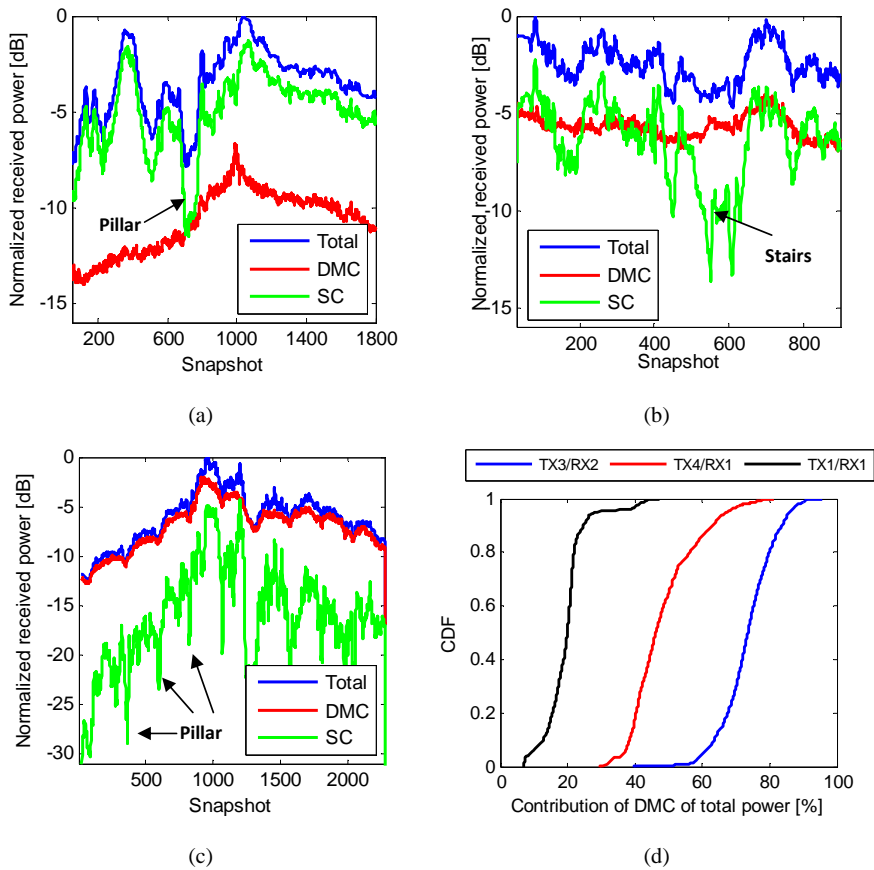 0
-5
-10
-15
Normalized received power [dB]
Pillar
Total
DMC
SC
200 600 1000 1400 1800
Snapshot
(a)
0
-5
-10
-15
Normalized received power [dB]
Stairs
Total
DMC
SC
200 400 600 800
Snapshot
(b)
0
-5
-10
-15
-20
-25
-30
Normalized received power [dB]
Pillar
Total
DMC
SC
500 1000 1500 2000
Snapshot
(c)
TX3/RX2 TX4/RX1 TX1/RX1
1
0.8
0.6
0.4
0.2
0
CDF
0 20 40 60 80 100
Contribution of DMC of total power [%]
(d)